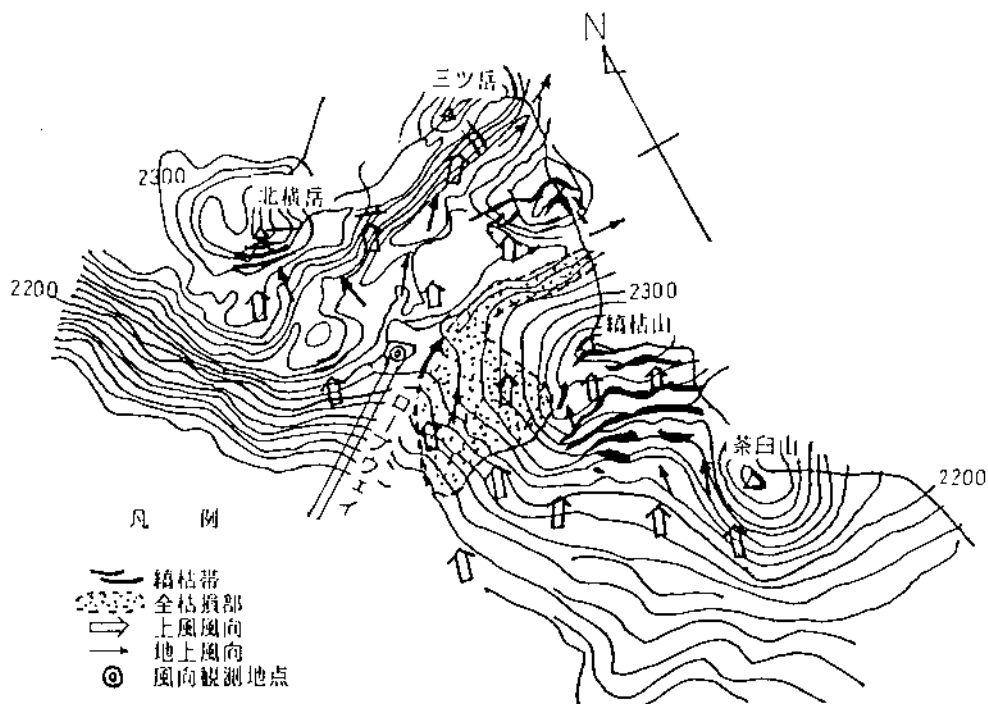 N
三ツ岳
2300
北横岳
2200
2300
縞枯山
ロープウェイ
茶臼山
2200
凡 例
縞枯帯
全枯損部
上風風向
地上風向
風向観測地点